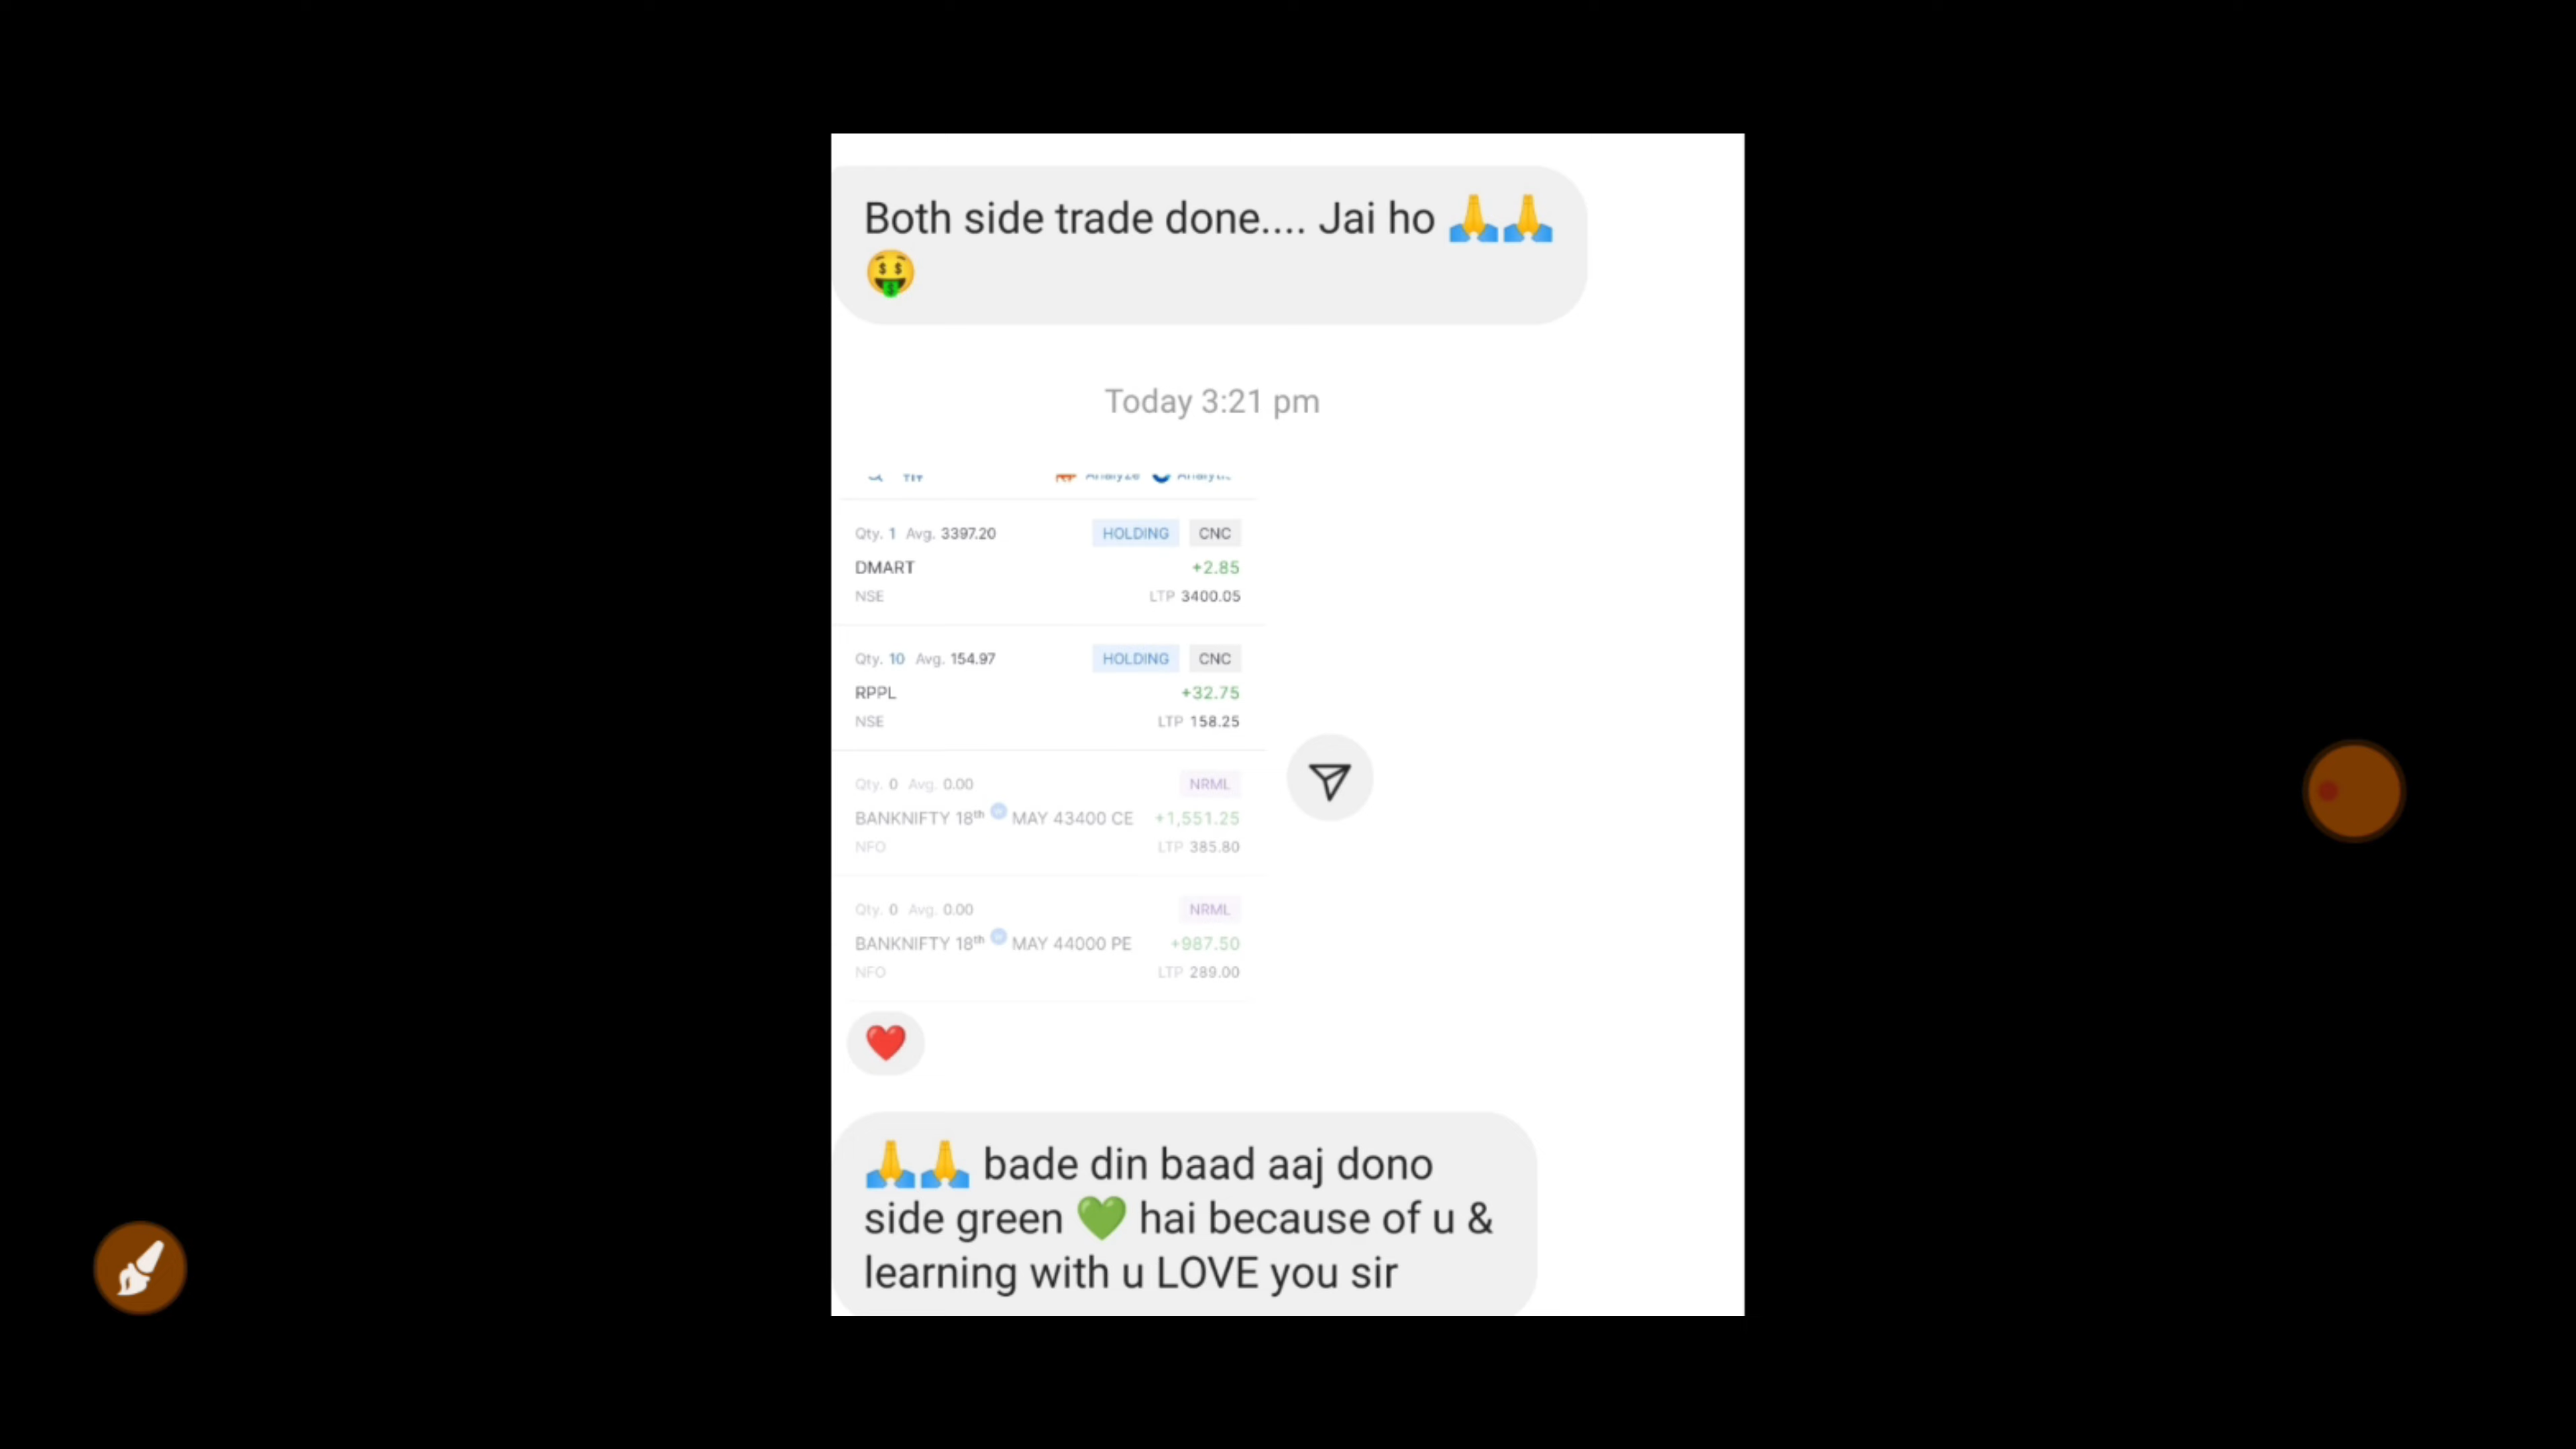 Both side trade done.... Jai ho 🙏🙏
🤑
Today 3:21 pm
Qty. 1 Avg. 3397.20 HOLDING CNC
DMART +2.85
NSE LTP 3400.05
Qty. 10 Avg. 154.97 HOLDING CNC
RPPL +32.75
NSE LTP 158.25
Qty. 0 Avg. 0.00 NRML
BANKNIFTY 18th MAY 43400 CE +1,551.25
NFO LTP 385.80
Qty. 0 Avg. 0.00 NRML
BANKNIFTY 18th MAY 44000 PE +987.50
NFO LTP 289.00
❤️
🙏🙏 bade din baad aaj dono
side green 💚 hai because of u &
learning with u LOVE you sir